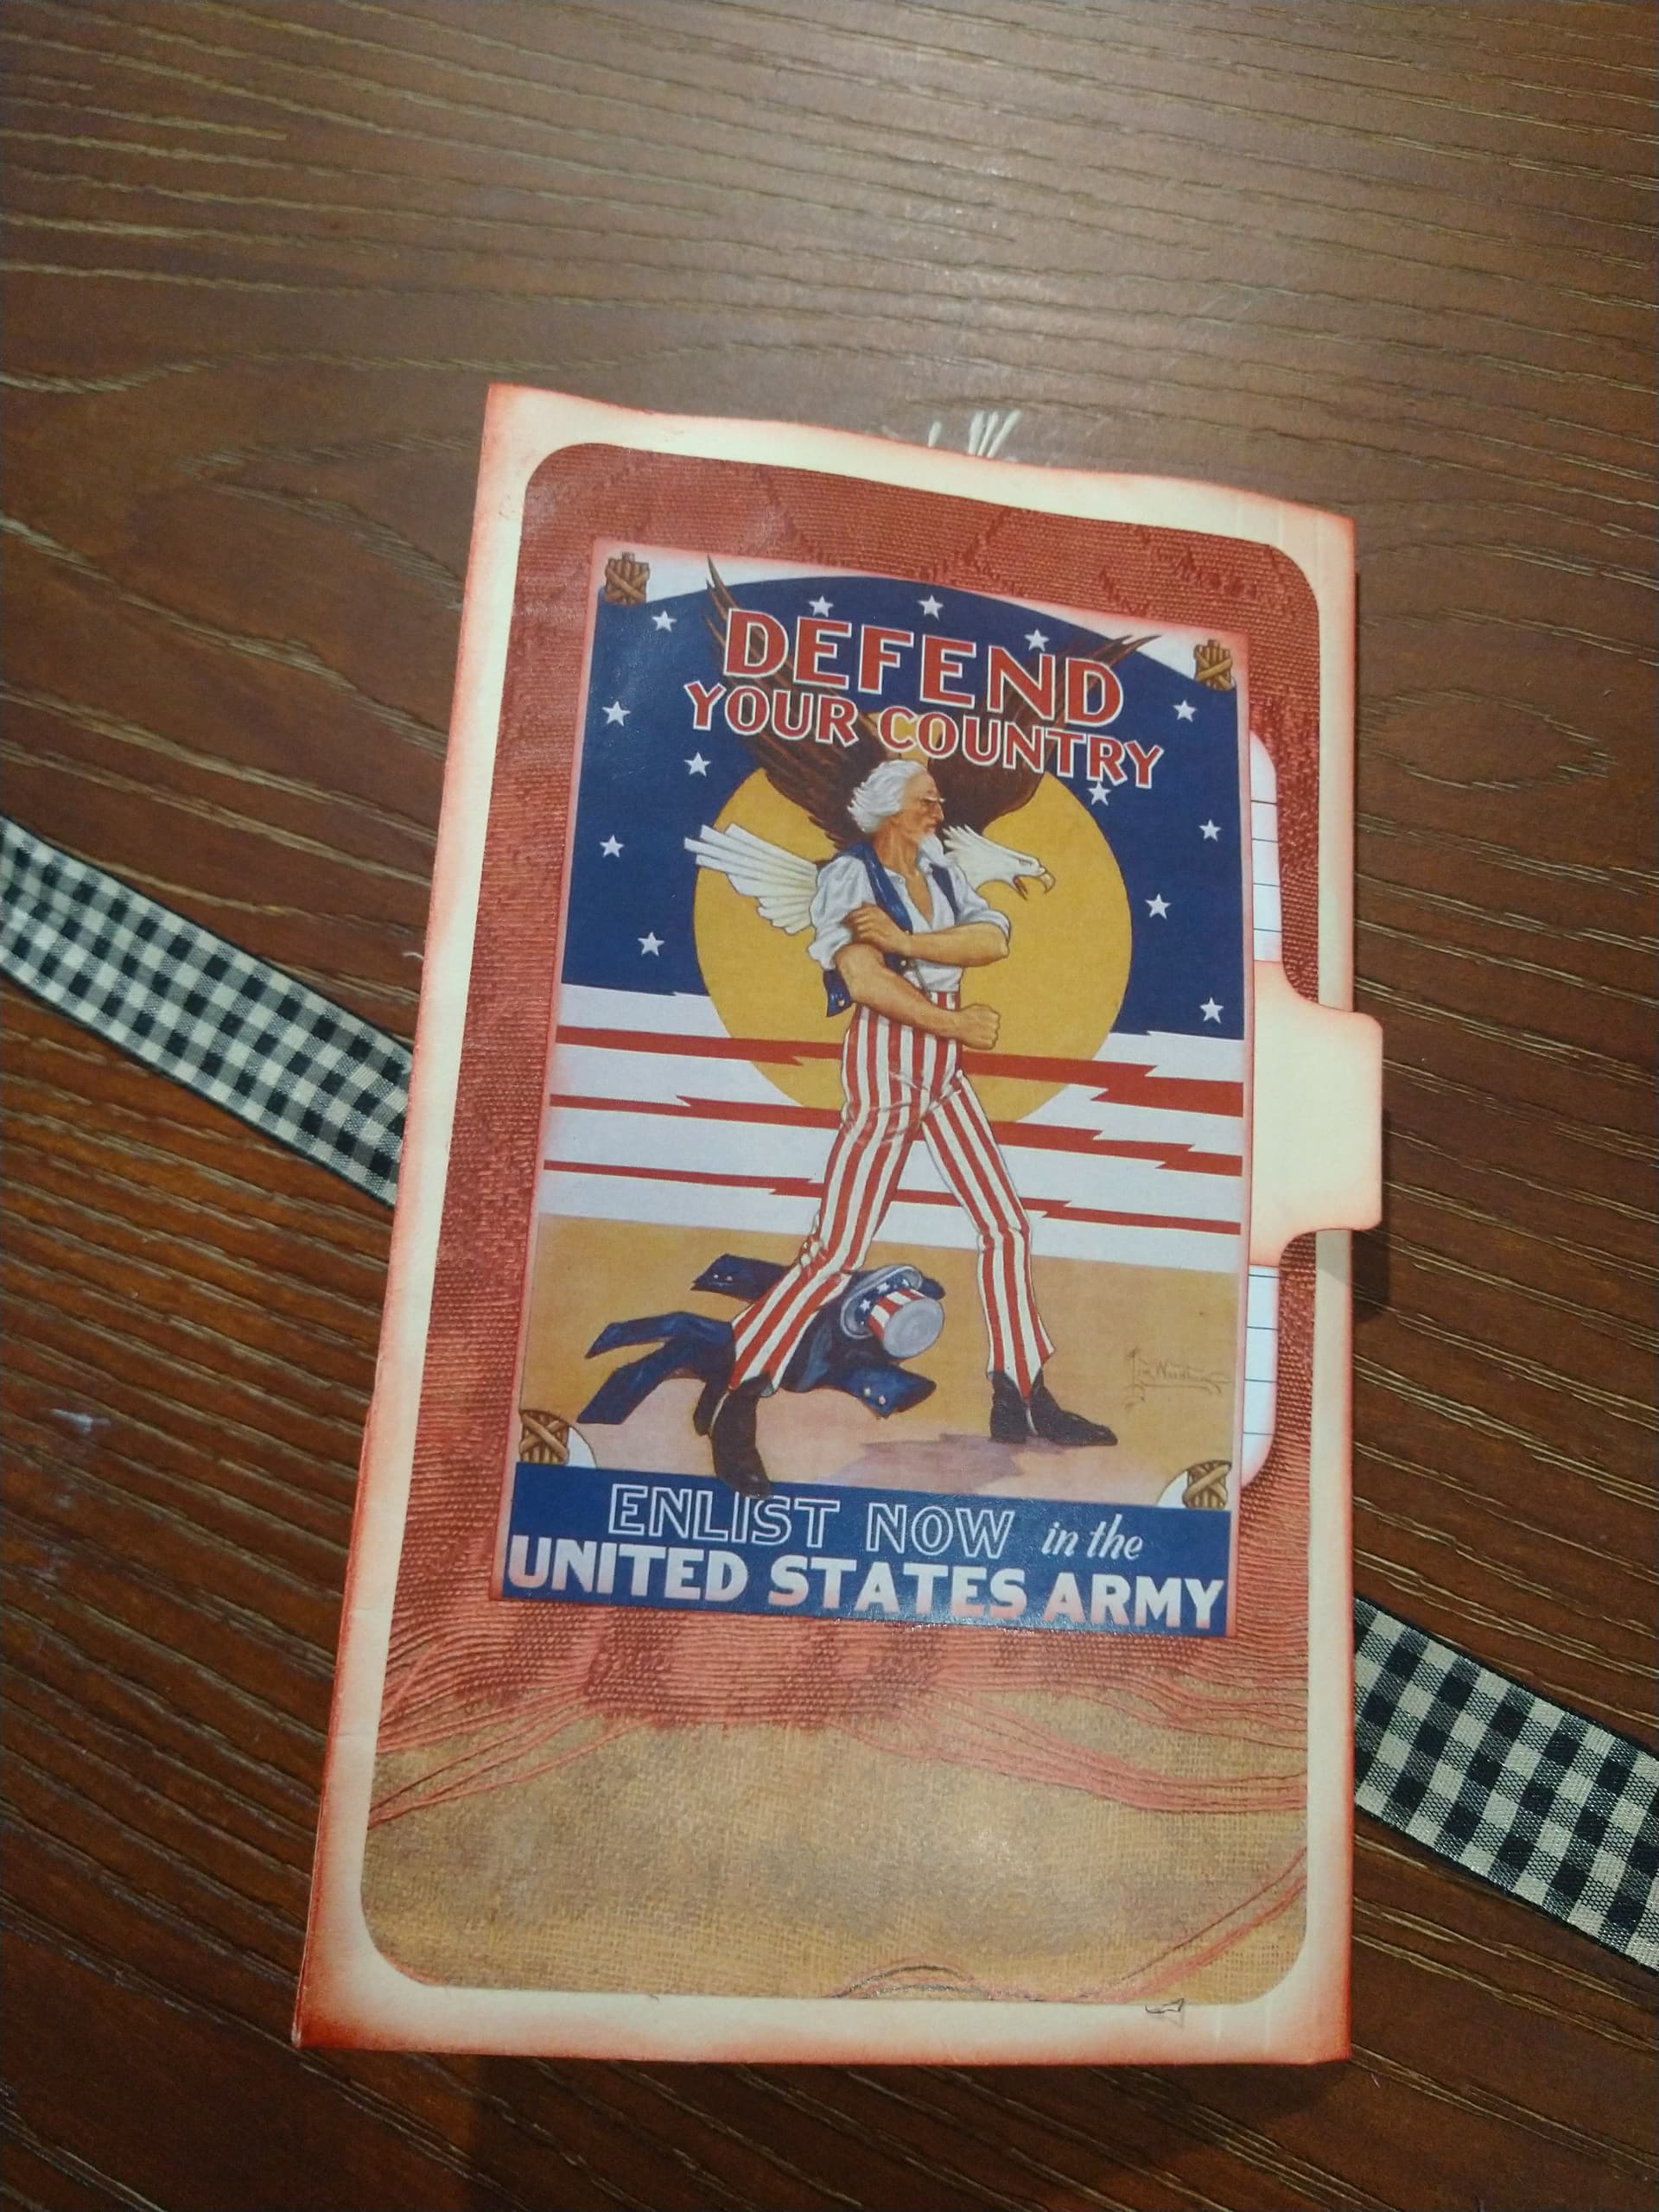 DEFEND
YOUR COUNTRY
ENLIST NOW in the
UNITED STATES ARMY